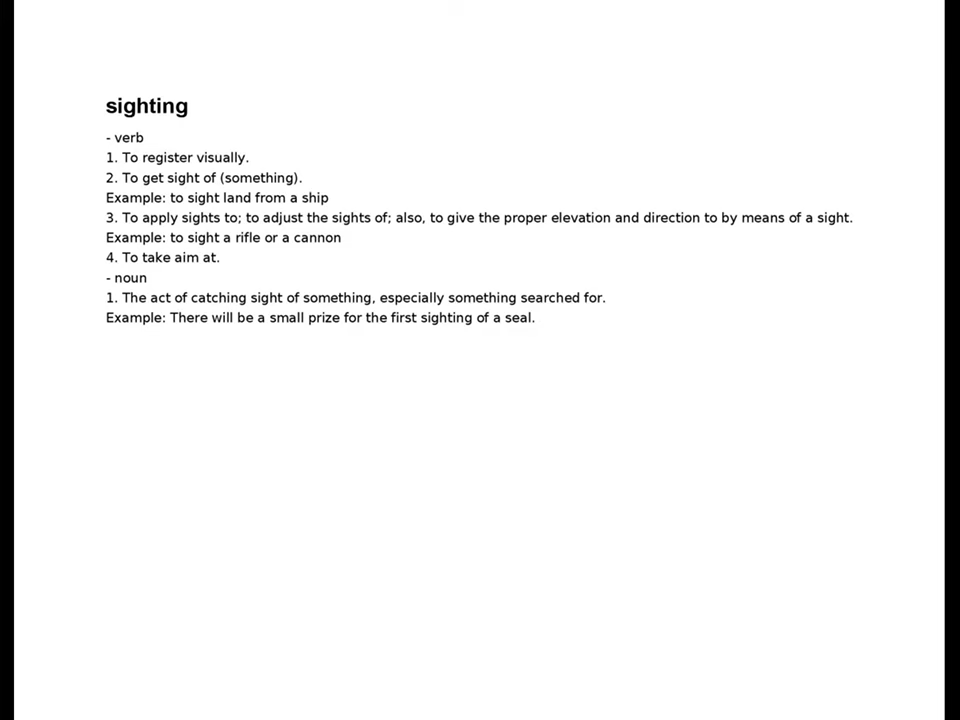 sighting
- verb
1. To register visually.
2. To get sight of (something).
Example: to sight land from a ship
3. To apply sights to; to adjust the sights of; also, to give the proper elevation and direction to by means of a sight.
Example: to sight a rifle or a cannon
4. To take aim at.
- noun
1. The act of catching sight of something, especially something searched for.
Example: There will be a small prize for the first sighting of a seal.